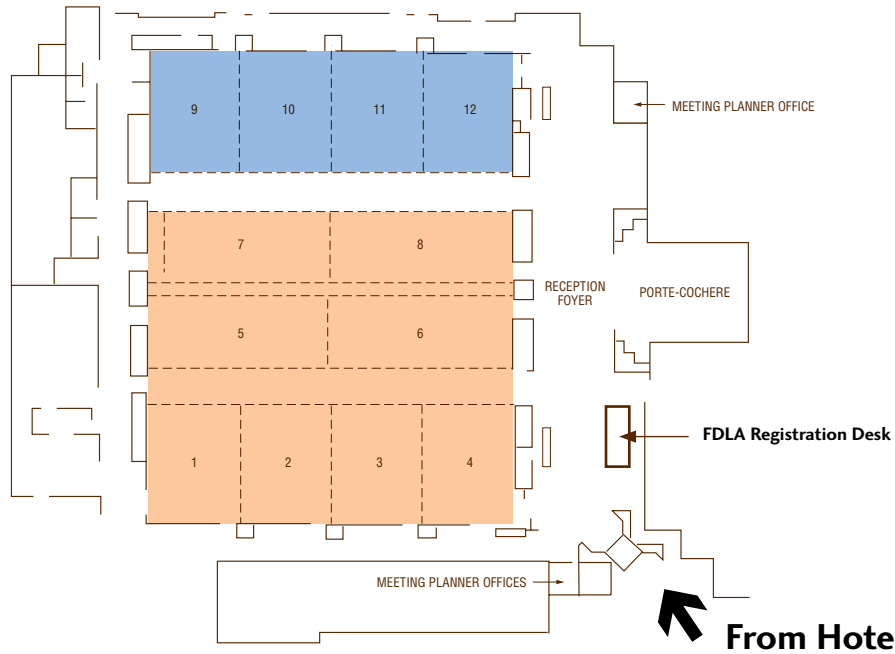 9
10
11
12
MEETING PLANNER OFFICE
7
8
RECEPTION
FOYER
PORTE-COCHERE
5
6
FDLA Registration Desk
1
2
3
4
MEETING PLANNER OFFICES
From Hote